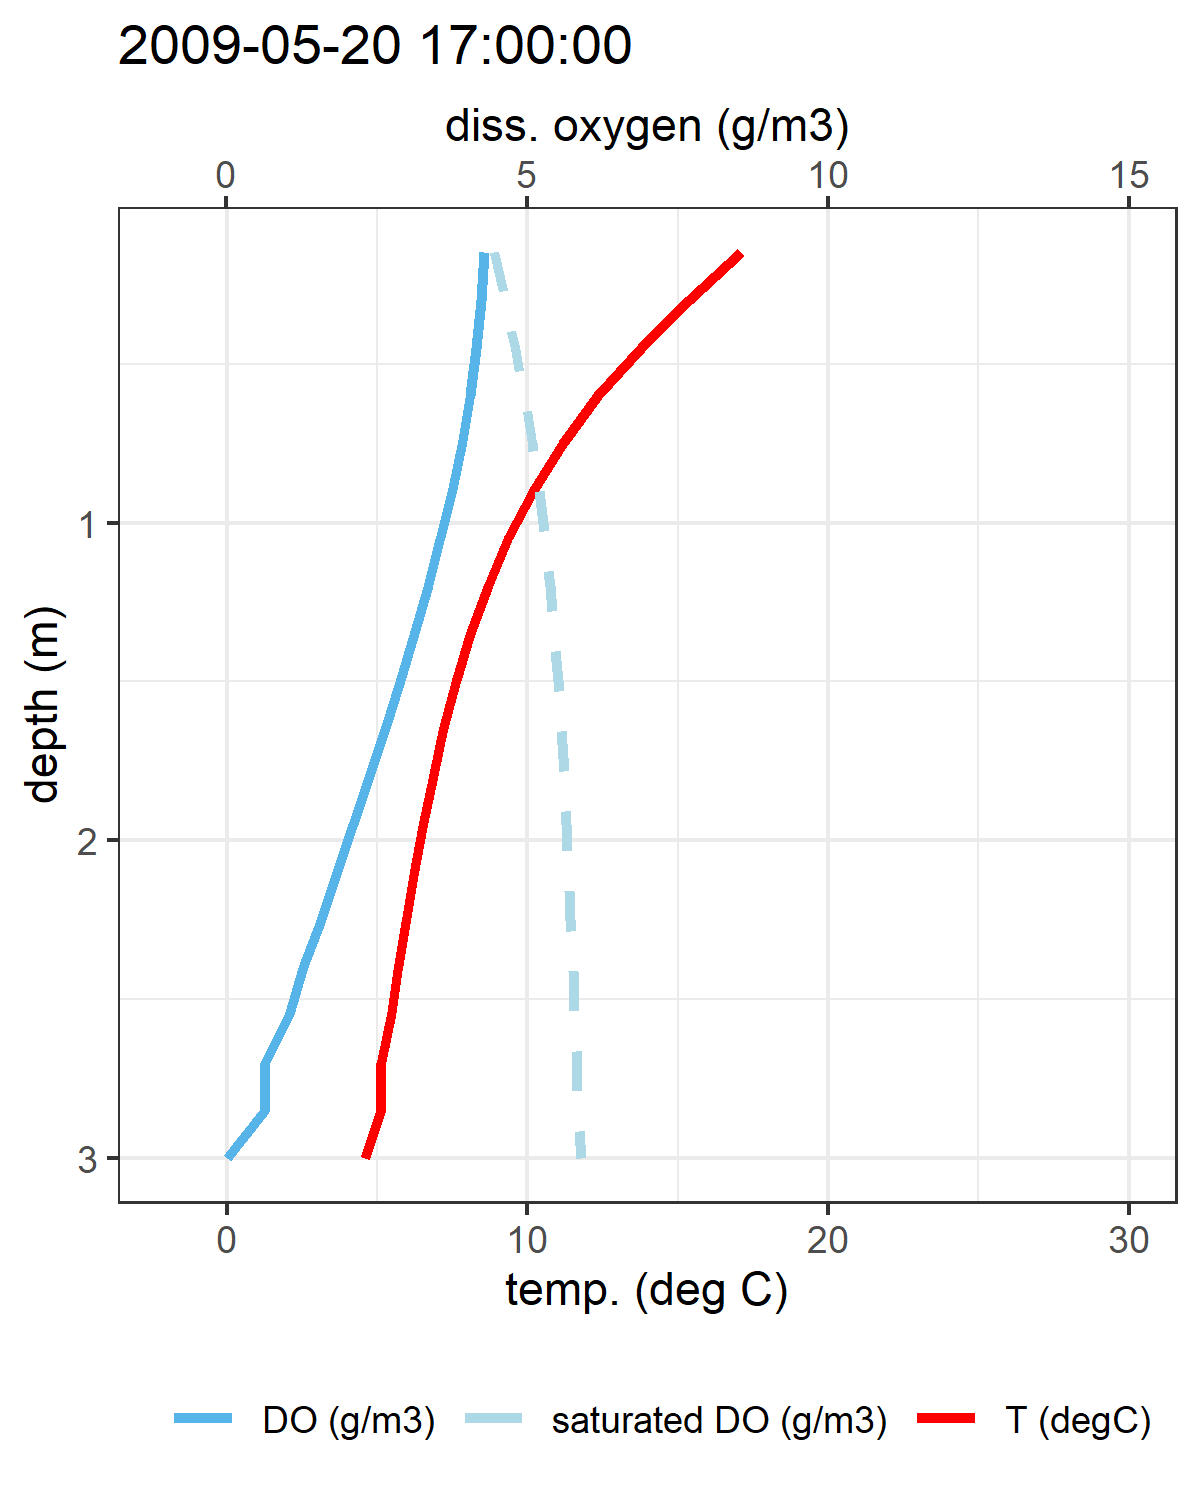 2009-05-20 17:00:00
diss. oxygen (g/m3)
0 5 10 15
depth (m)
1
2
3
0 10 20 30
temp. (deg C)
DO (g/m3) saturated DO (g/m3) T (degC)